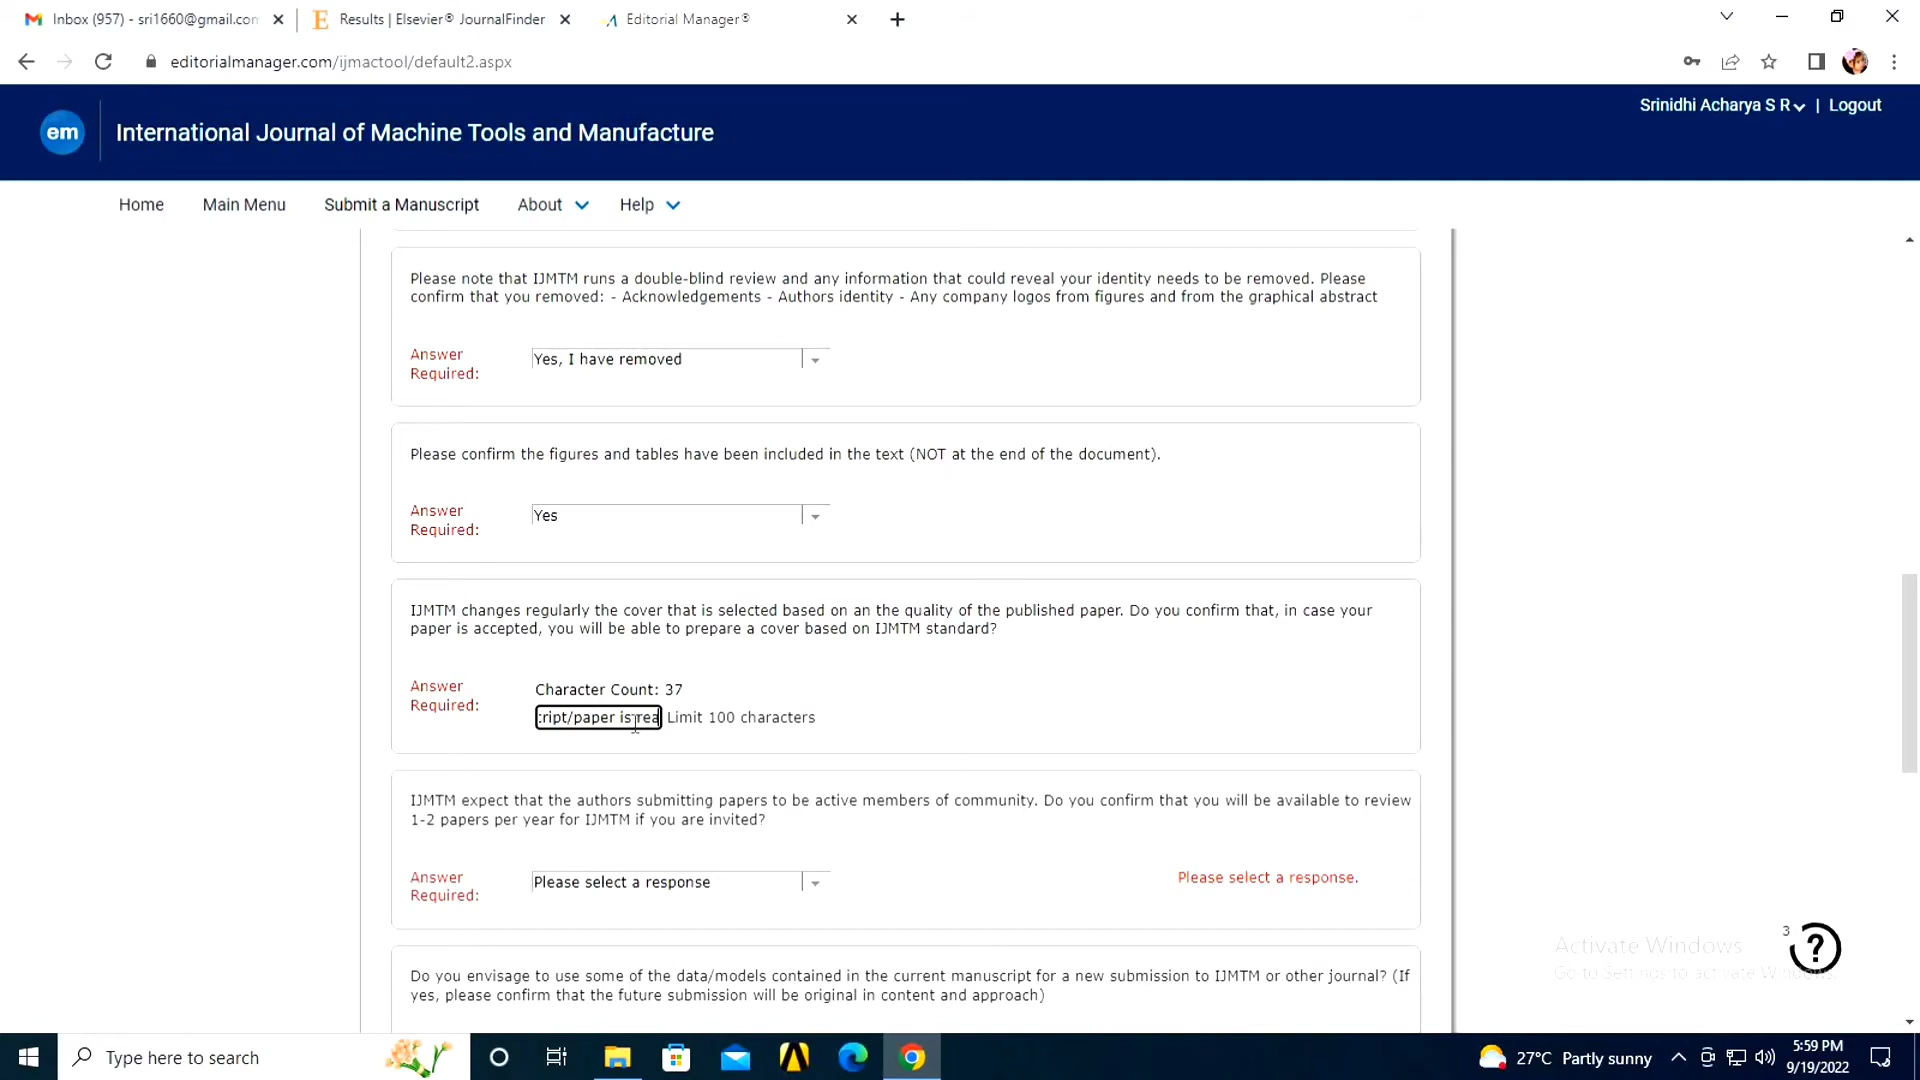 Inbox (957) - sri1660@gmail.con
Results | Elsevier® JournalFinder
Editorial Manager®
editorialmanager.com/ijmactool/default2.aspx
Srinidhi Acharya S R | Logout
em
International Journal of Machine Tools and Manufacture
Home Main Menu Submit a Manuscript About Help
Please note that IJMTM runs a double-blind review and any information that could reveal your identity needs to be removed. Please
confirm that you removed: - Acknowledgements - Authors identity - Any company logos from figures and from the graphical abstract
Answer
Required:
Yes, I have removed
Please confirm the figures and tables have been included in the text (NOT at the end of the document).
Answer
Required:
Yes
IJMTM changes regularly the cover that is selected based on an the quality of the published paper. Do you confirm that, in case your
paper is accepted, you will be able to prepare a cover based on IJMTM standard?
Answer
Required:
Character Count: 37
cript/paper is rea Limit 100 characters
IJMTM expect that the authors submitting papers to be active members of community. Do you confirm that you will be available to review
1-2 papers per year for IJMTM if you are invited?
Answer
Required:
Please select a response
Please select a response.
3
Activate Windows
Go to Settings to activate Windows.
Do you envisage to use some of the data/models contained in the current manuscript for a new submission to IJMTM or other journal? (If
yes, please confirm that the future submission will be original in content and approach)
Type here to search
27°C Partly sunny
5:59 PM
9/19/2022